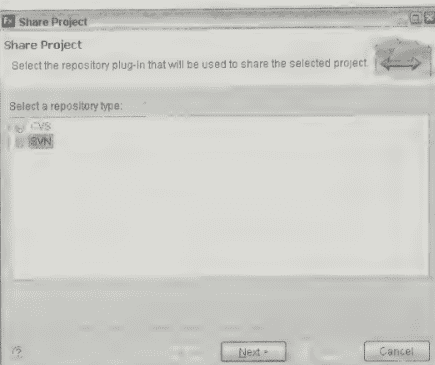 Share Project
Share Project
Select the repository plug-in that will be used to share the selected project
Select a repository type:
CVS
SVN
Next >
Cancel